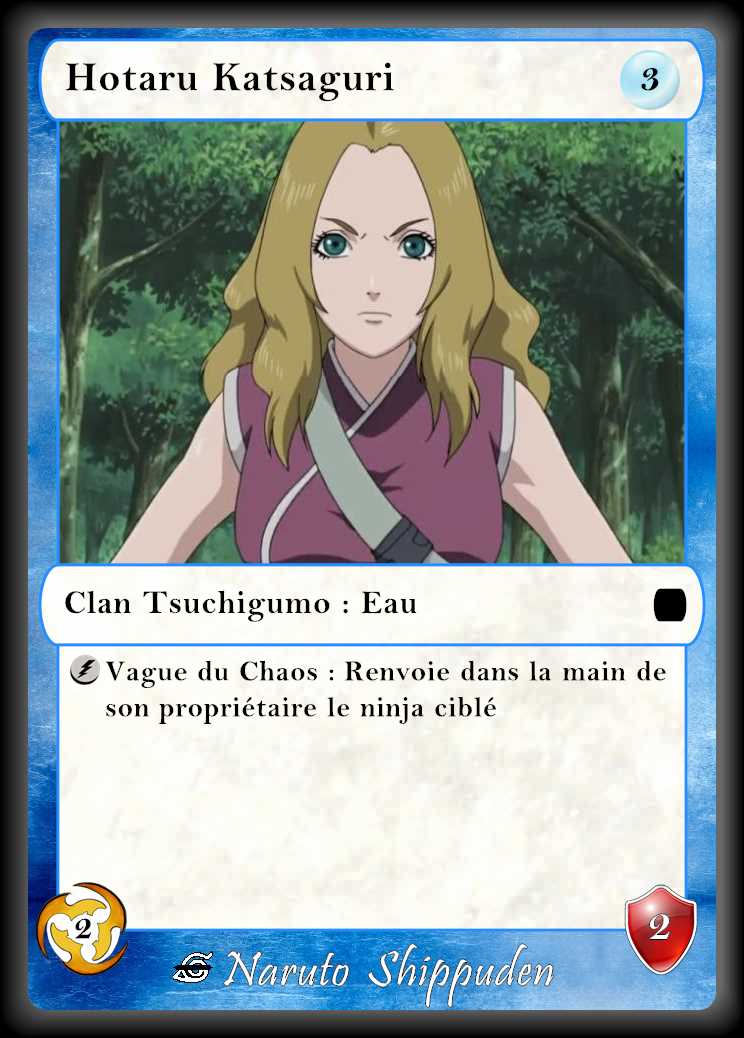 Hotaru Katsaguri
3
Clan Tsuchigumo : Eau
Vague du Chaos : Renvoie dans la main de
son propriétaire le ninja ciblé
2
2
Naruto Shippuden